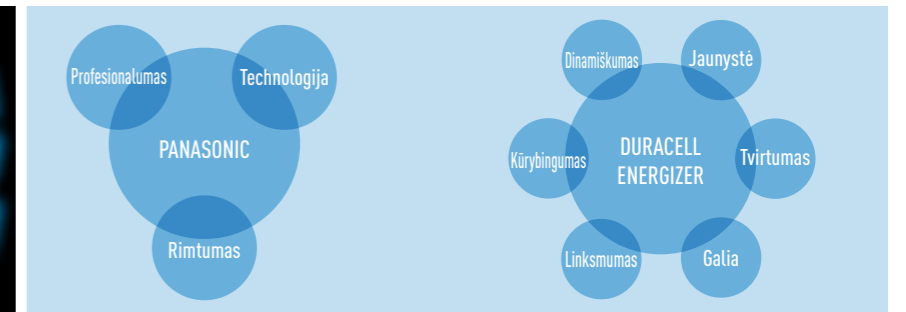 Profesionalumas
Technologija
PANASONIC
Rimtumas
Dinamiškumas
Jaunystė
Kūrybingumas
DURACELL
ENERGIZER
Tvirtumas
Linksmumas
Galia